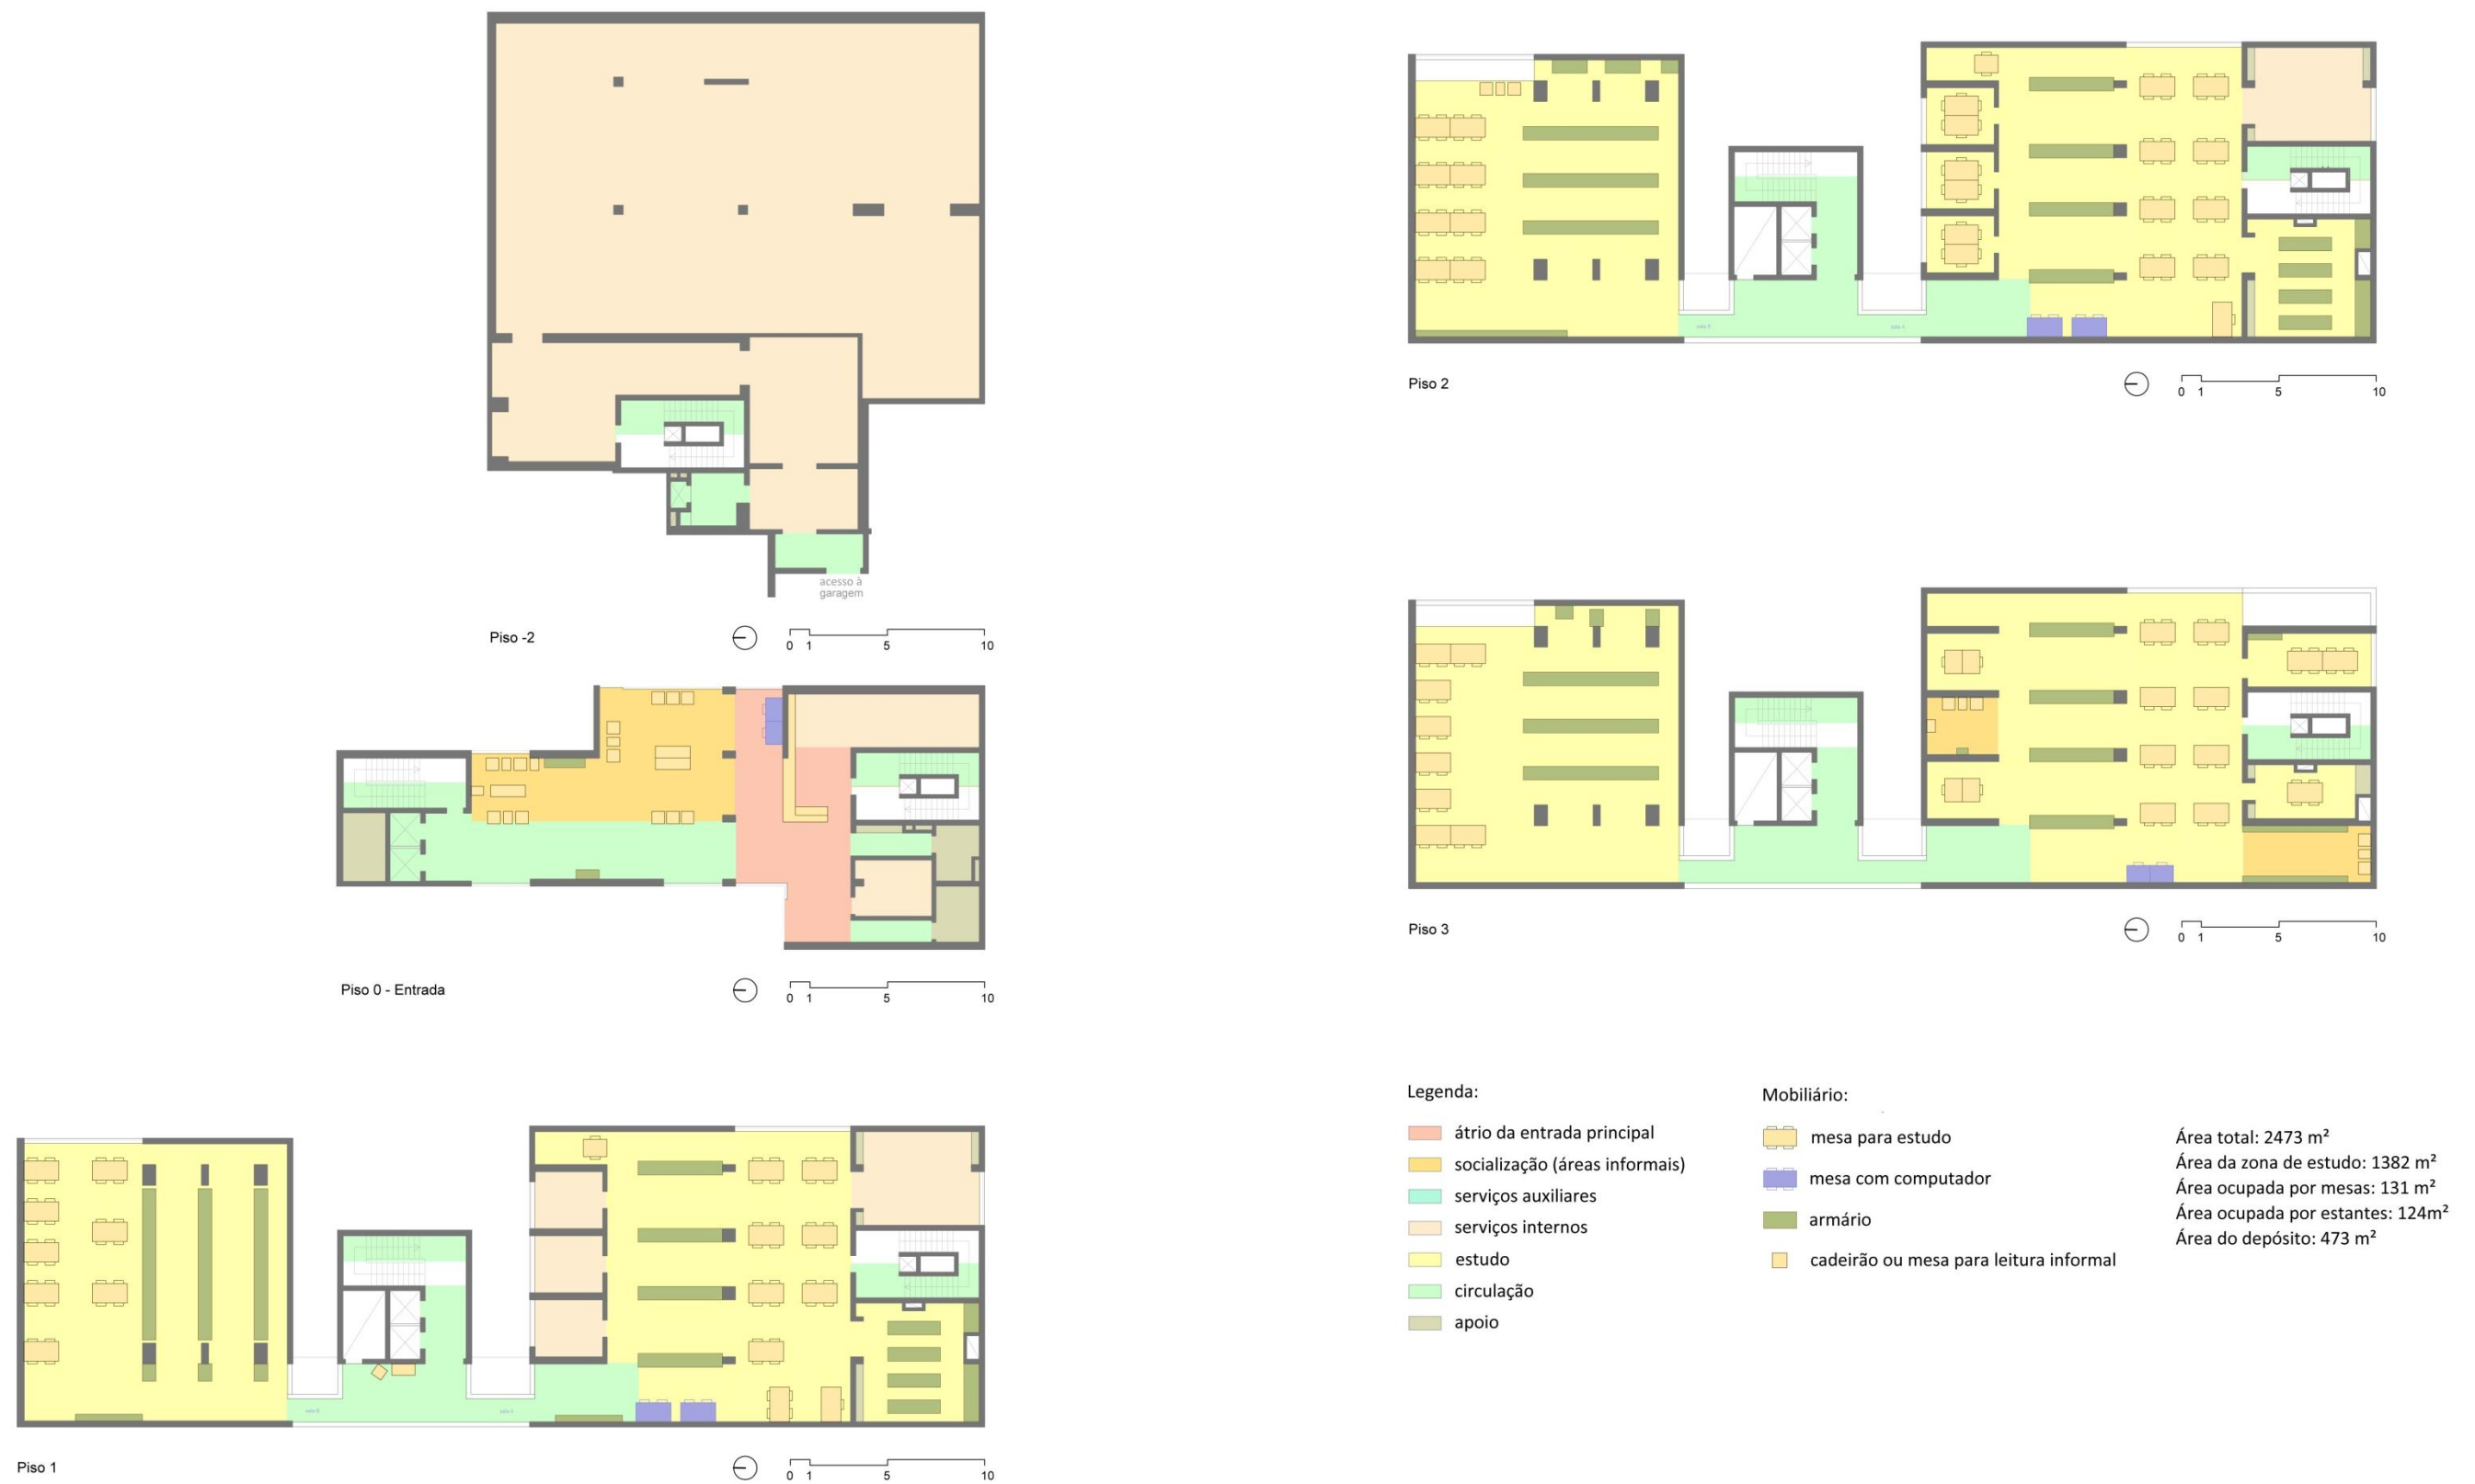 acesso à
garagem
Piso -2
0 1 5 10
Piso 0 - Entrada
0 1 5 10
sala B
sala A
Piso 1
0 1 5 10
sala B
sala A
Piso 2
0 1 5 10
Piso 3
0 1 5 10
Legenda:
átrio da entrada principal
socialização (áreas informais)
serviços auxiliares
serviços internos
estudo
circulação
apoio
Mobiliário:
mesa para estudo
mesa com computador
armário
cadeirão ou mesa para leitura informal
Área total: 2473 m²
Área da zona de estudo: 1382 m²
Área ocupada por mesas: 131 m²
Área ocupada por estantes: 124m²
Área do depósito: 473 m²